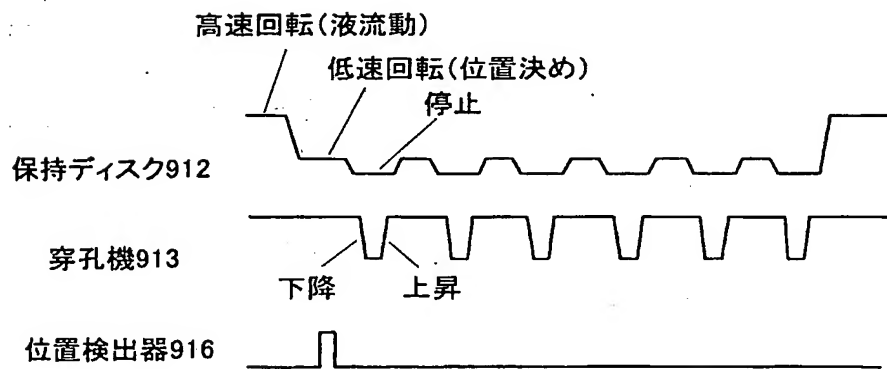 高速回転(液流動)
低速回転(位置決め)
停止
保持ディスク912
穿孔機913
下降
上昇
位置検出器916